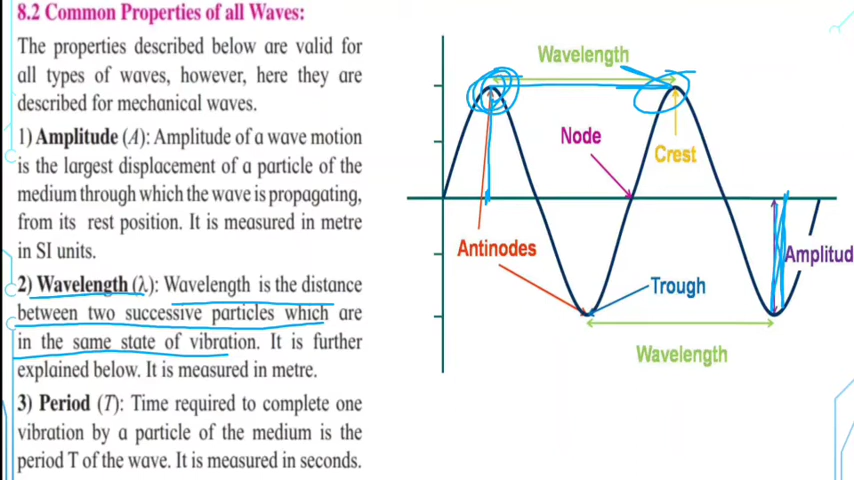 8.2 Common Properties of all Waves:
The properties described below are valid for
all types of waves, however, here they are
described for mechanical waves.
1) Amplitude (A): Amplitude of a wave motion
is the largest displacement of a particle of the
medium through which the wave is propagating,
from its rest position. It is measured in metre
in SI units.
2) Wavelength (λ): Wavelength is the distance
between two successive particles which are
in the same state of vibration. It is further
explained below. It is measured in metre.
3) Period (T): Time required to complete one
vibration by a particle of the medium is the
period T of the wave. It is measured in seconds.
Wavelength
Node
Crest
Antinodes
Amplitud
Trough
Wavelength